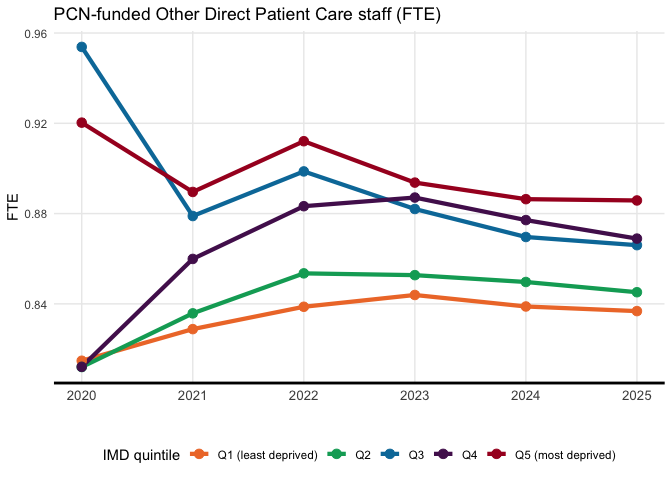 PCN-funded Other Direct Patient Care staff (FTE)
0.96
0.92
0.88
0.84
FTE
2020 2021 2022 2023 2024 2025
IMD quintile Q1 (least deprived) Q2 Q3 Q4 Q5 (most deprived)